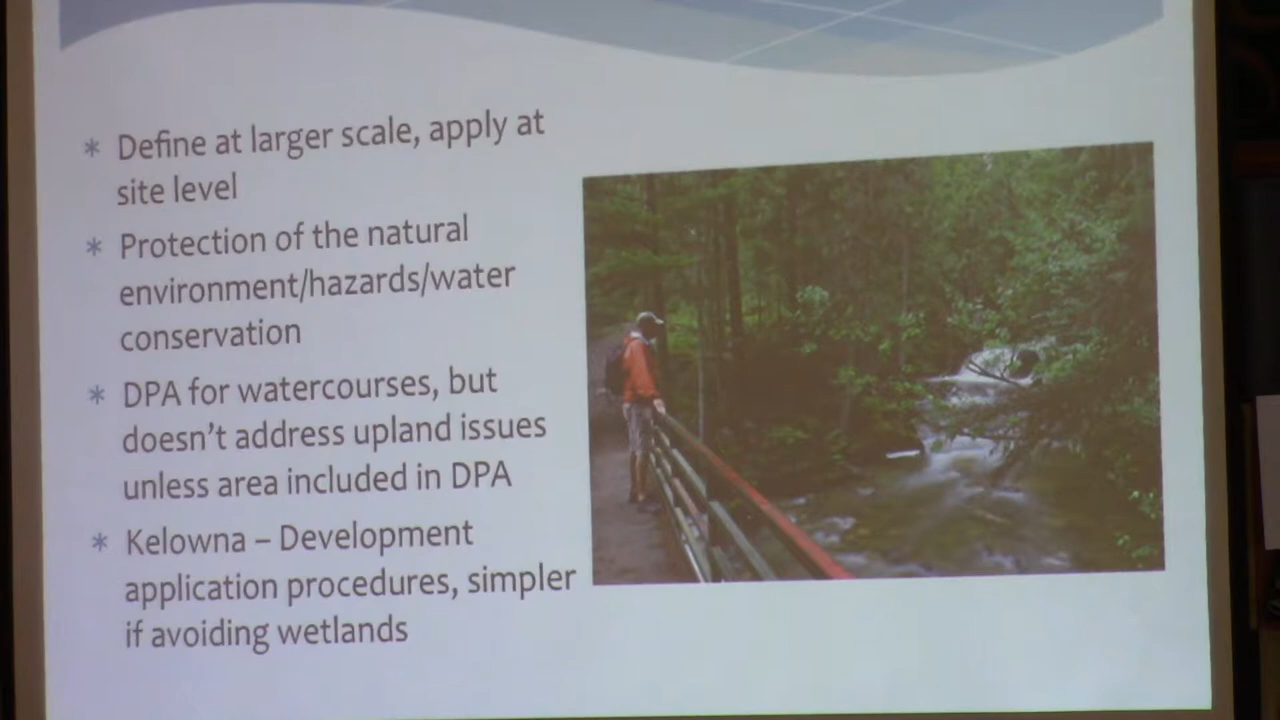 * Define at larger scale, apply at
site level
* Protection of the natural
environment/hazards/water
conservation
* DPA for watercourses, but
doesn't address upland issues
unless area included in DPA
* Kelowna – Development
application procedures, simpler
if avoiding wetlands